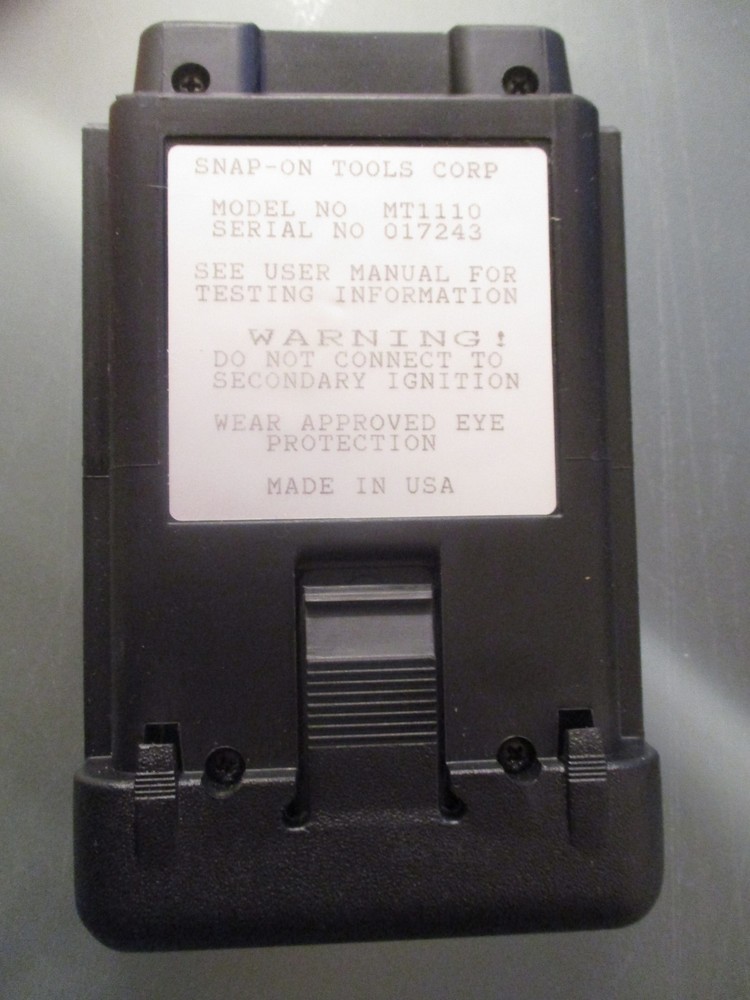 SNAP-ON TOOLS CORP
MODEL NO MT1110
SERIAL NO 017243
SEE USER MANUAL FOR
TESTING INFORMATION
WARNING!
DO NOT CONNECT TO
SECONDARY IGNITION
WEAR APPROVED EYE
PROTECTION
MADE IN USA